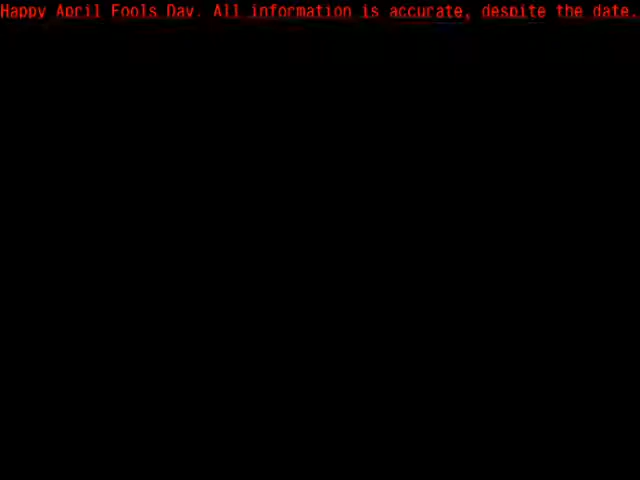 Happy April Fools Day. All information is accurate, despite the date.